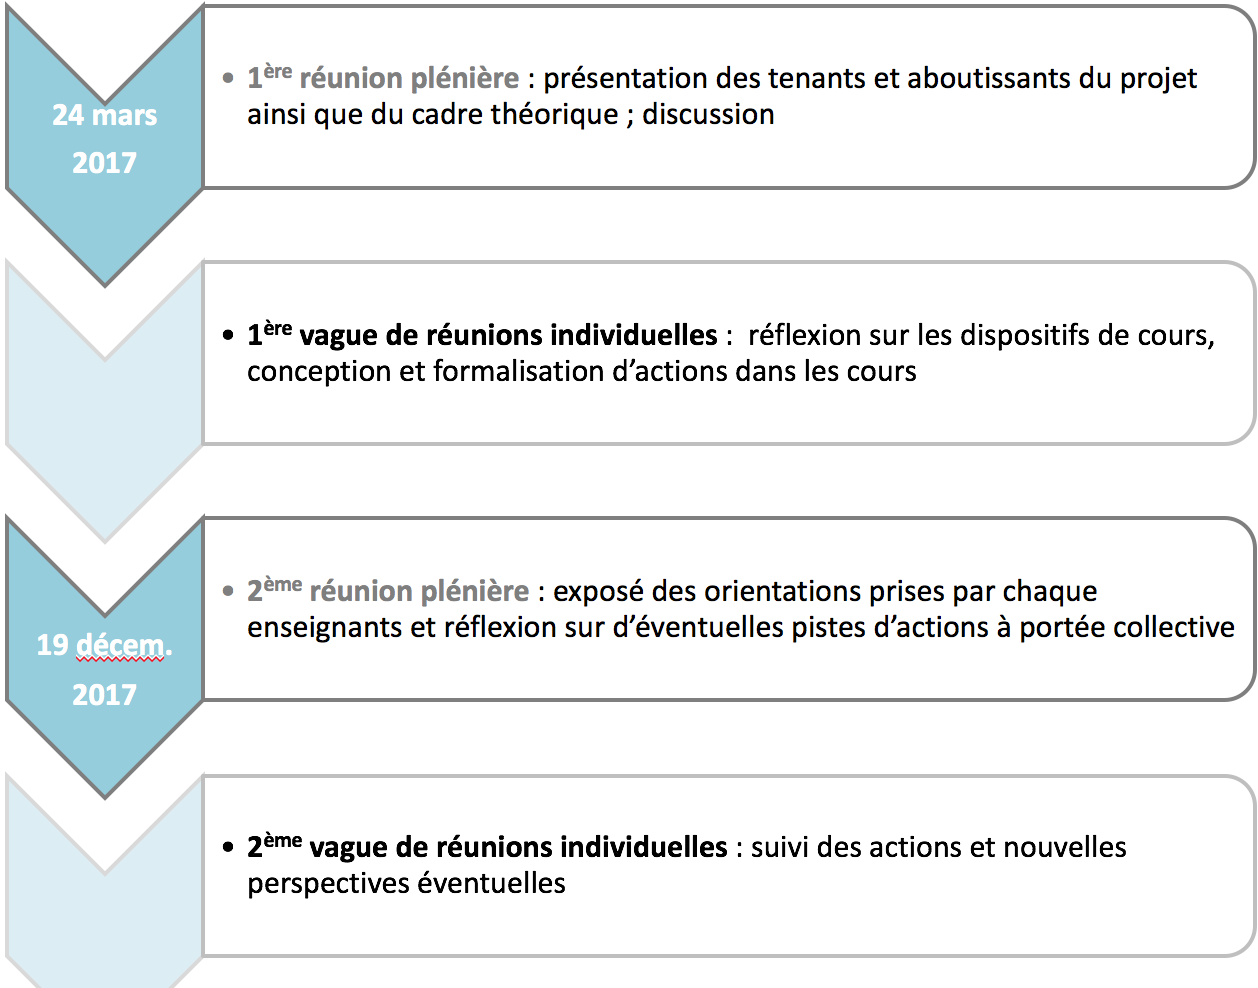 24 mars
2017
• 1ère réunion plénière : présentation des tenants et aboutissants du projet
ainsi que du cadre théorique ; discussion
• 1ère vague de réunions individuelles :  réflexion sur les dispositifs de cours,
conception et formalisation d’actions dans les cours
19 décem.
2017
• 2ème réunion plénière : exposé des orientations prises par chaque
enseignants et réflexion sur d’éventuelles pistes d’actions à portée collective
• 2ème vague de réunions individuelles : suivi des actions et nouvelles
perspectives éventuelles